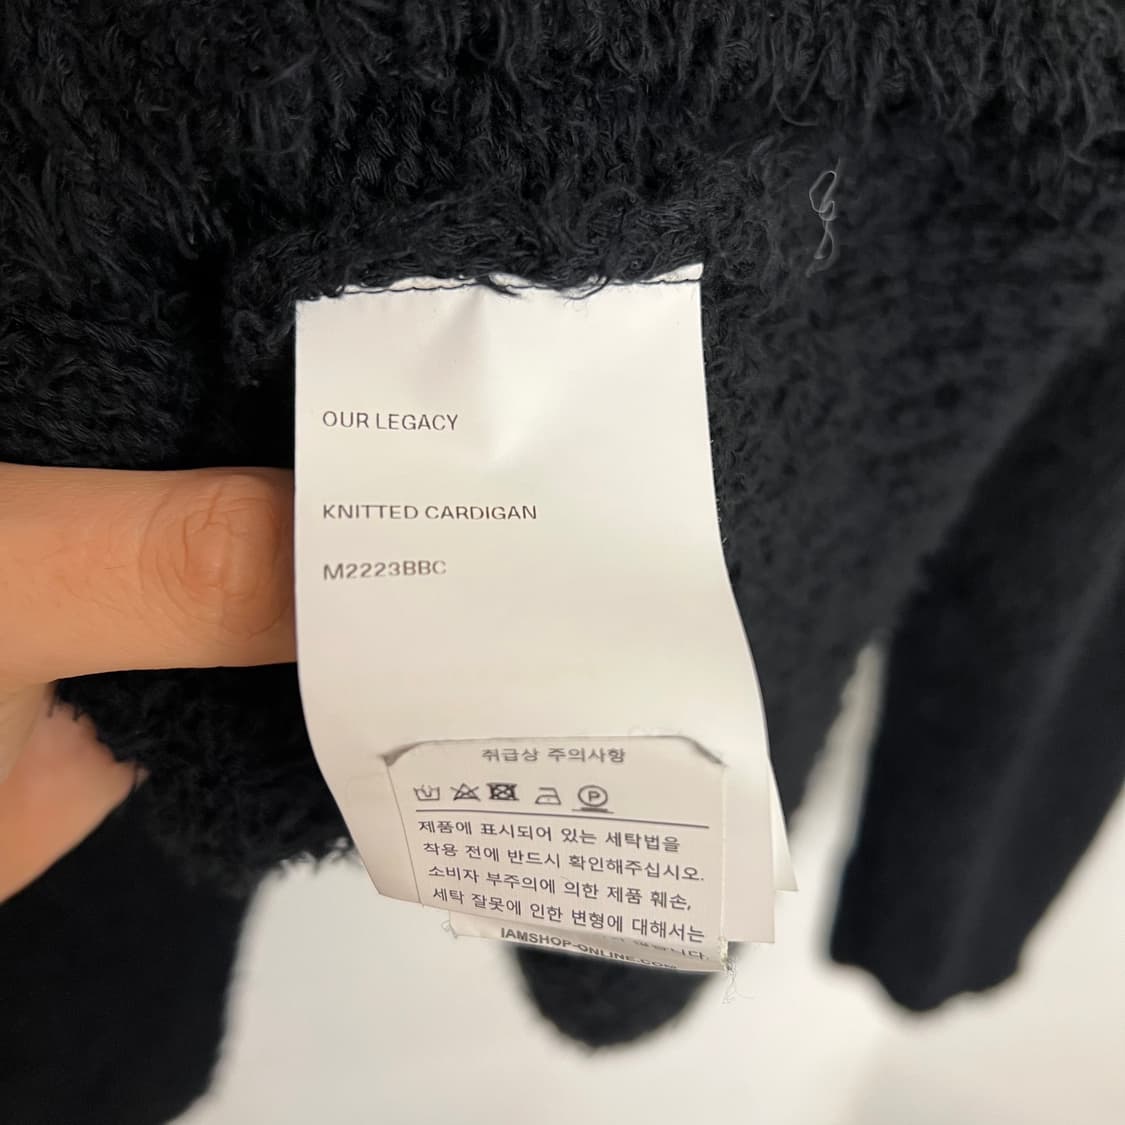 OUR LEGACY
KNITTED CARDIGAN
M2223BBC
취급상 주의사항
P
제품에 표시되어 있는 세탁법을
착용 전에 반드시 확인해주십시오.
소비자 부주의에 의한 제품 훼손,
세탁 잘못에 인한 변형에 대해서는
IAMSHOP-ONLINE.COM